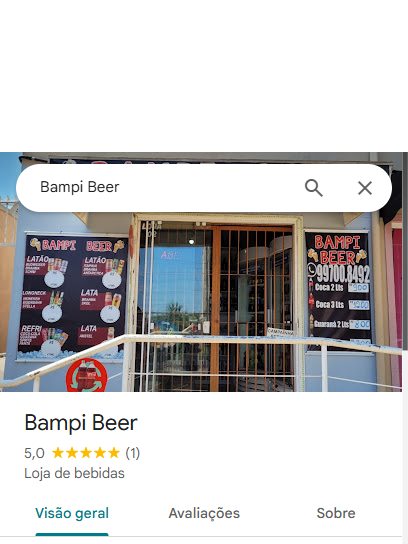 Bampi Beer
BAMPI BEER
LATÃO
LATÃO
LONGNECK
LATA
REFRI
LATA
BAMPI
BEER
99700.8492
Coca 2 Lts
Coca 3 Lts
Guaraná 2 Lts
CAMPAINHA
Bampi Beer
5,0 (1)
Loja de bebidas
Visão geral
Avaliações
Sobre